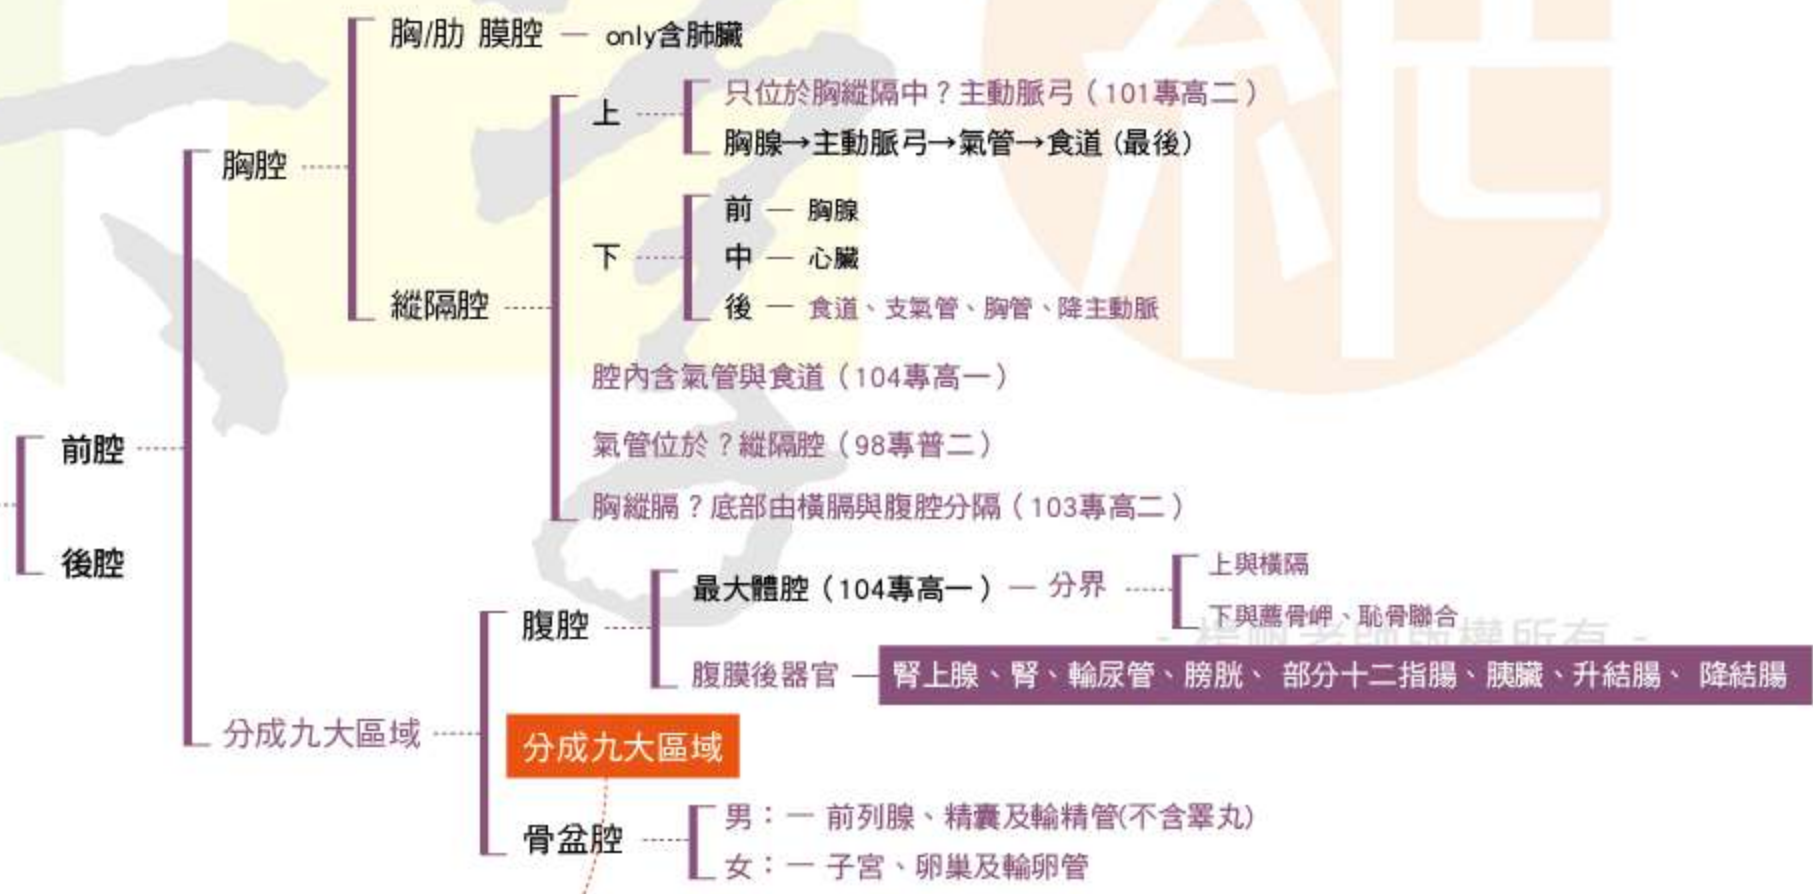 前腔
後腔
胸腔
胸/肋 膜腔 — only含肺臟
縱隔腔
上
只位於胸縱隔中？主動脈弓（101專高二）
胸腺→主動脈弓→氣管→食道 (最後)
下
前 — 胸腺
中 — 心臟
後 — 食道、支氣管、胸管、降主動脈
腔內含氣管與食道（104專高一）
氣管位於？縱隔腔（98專普二）
胸縱膈？底部由橫膈與腹腔分隔（103專高二）
分成九大區域
腹腔
最大體腔（104專高一）— 分界
上與橫隔
下與薦骨岬、恥骨聯合
腹膜後器官 — 腎上腺、腎、輸尿管、膀胱、 部分十二指腸、胰臟、升結腸、 降結腸
分成九大區域
骨盆腔
男：— 前列腺、精囊及輸精管(不含睪丸)
女：— 子宮、卵巢及輸卵管
老師版權所有 -